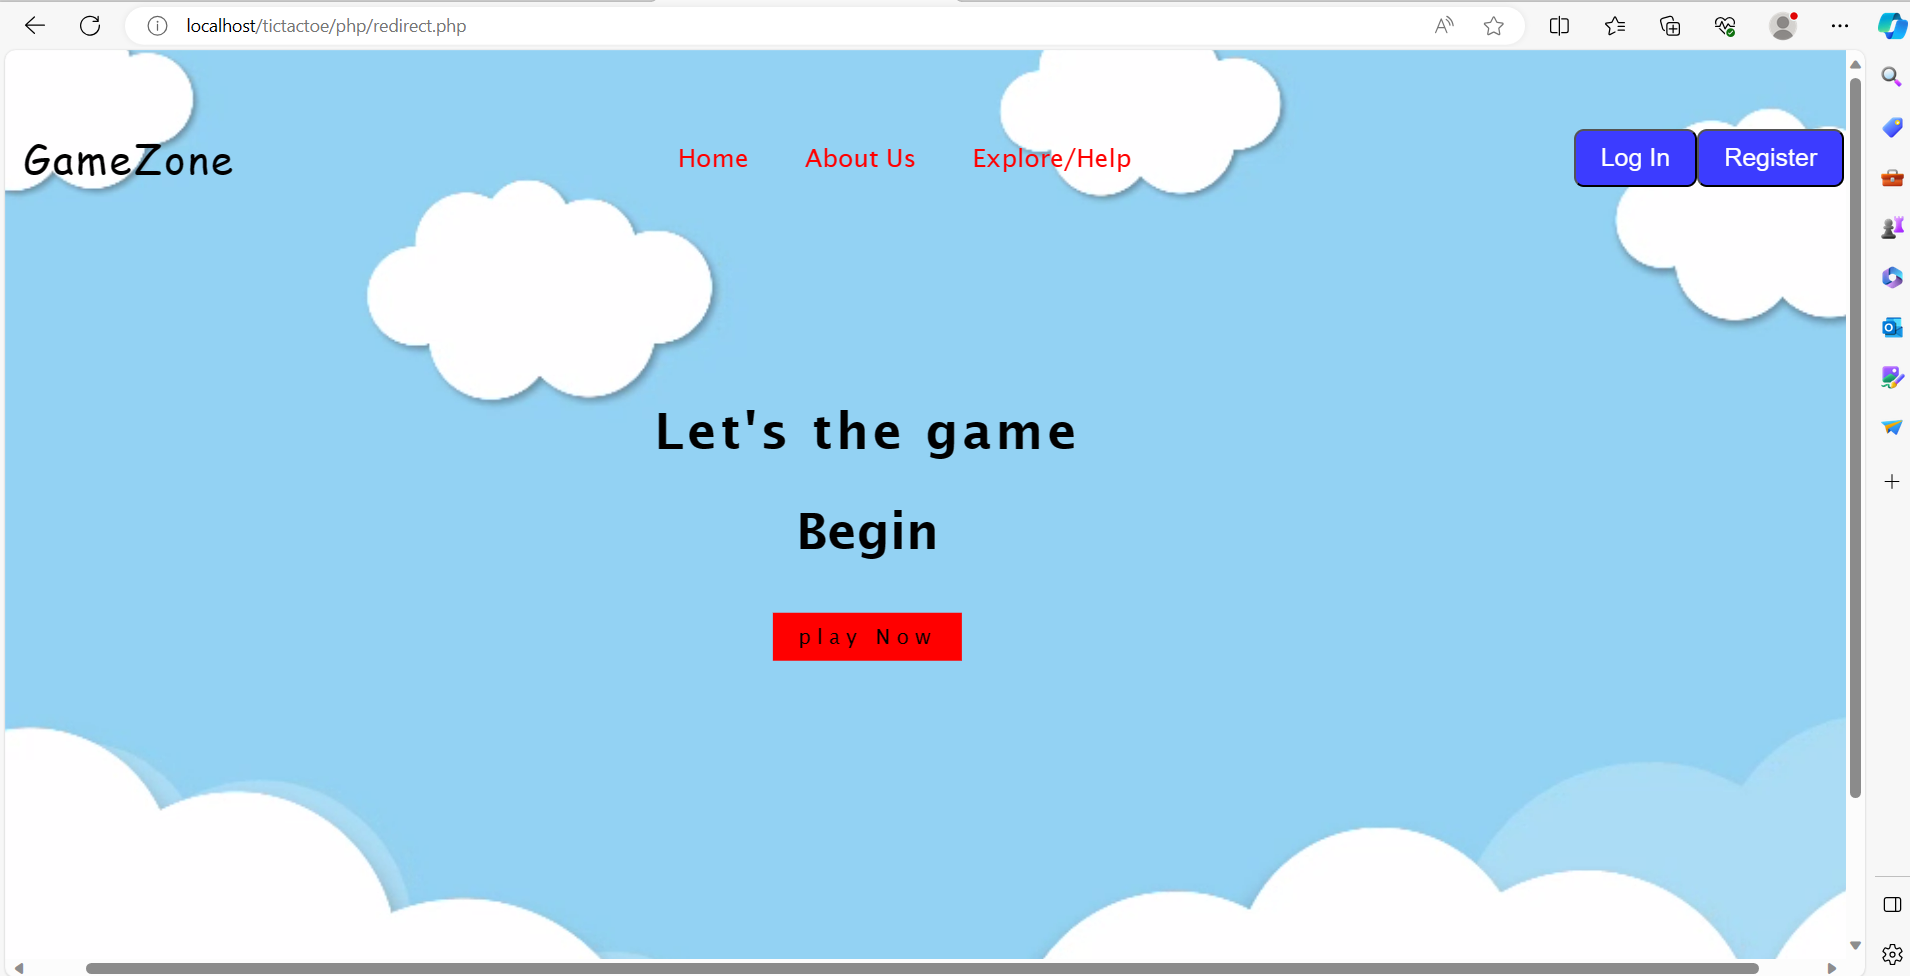 localhost/tictactoe/php/redirect.php
GameZone
Home
About Us
Explore/Help
Log In
Register
Let's the game
Begin
play Now